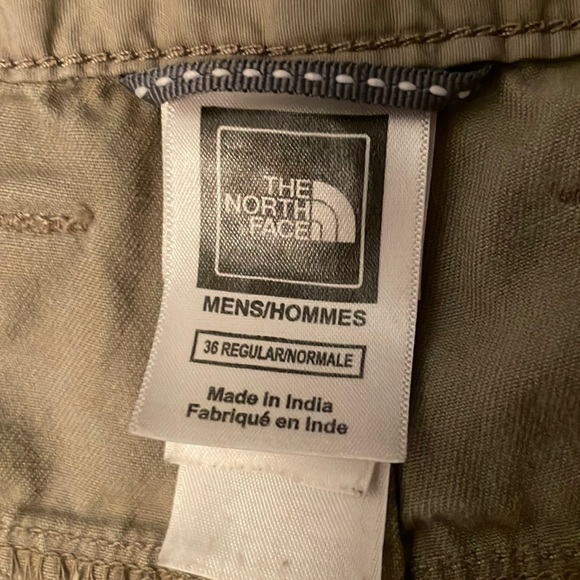 THE
NORTH
FACE
MENS/HOMMES
36 REGULAR/NORMALE
Made in India
Fabriqué en Inde